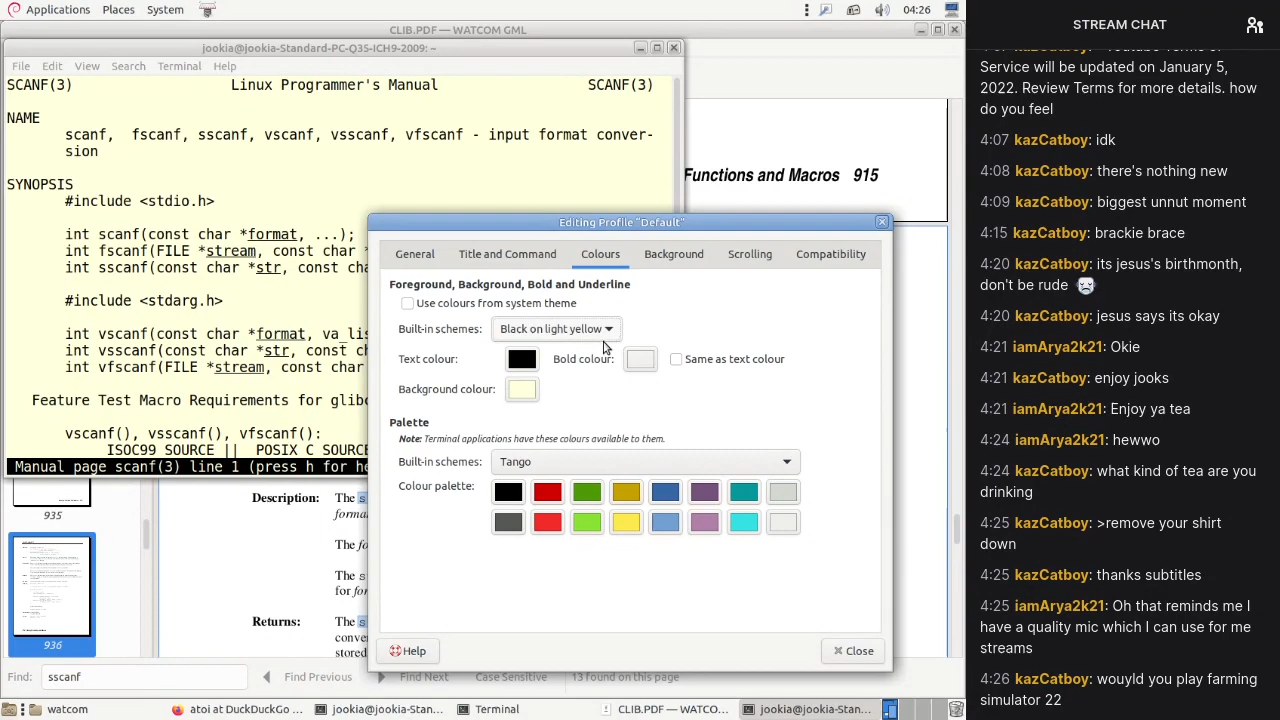 Applications Places System 04:26
CLIB.PDF — WATCOM GML
jookia@jookia-Standard-PC-Q35-ICH9-2009: ~
File Edit View Search Terminal Help
SCANF(3) Linux Programmer's Manual SCANF(3)
NAME
scanf, fscanf, sscanf, vscanf, vsscanf, vfscanf - input format conver-
sion
SYNOPSIS
#include <stdio.h>
int scanf(const char *format, ...);
int fscanf(FILE *stream, const cha
int sscanf(const char *str, const
#include <stdarg.h>
int vscanf(const char *format, va_lis
int vsscanf(const char *str, const c
int vfscanf(FILE *stream, const cha
Feature Test Macro Requirements for glib
vscanf(), vsscanf(), vfscanf():
ISOC99 SOURCE || POSIX C SOURC
Manual page scanf(3) line 1 (press h for he
Functions and Macros 915
935
936
Description: The s
format
The fo
The s
for for
Returns: The s
conve
stored
Editing Profile "Default"
General Title and Command Colours Background Scrolling Compatibility
Foreground, Background, Bold and Underline
Use colours from system theme
Built-in schemes: Black on light yellow
Text colour: Bold colour: Same as text colour
Background colour:
Palette
Note: Terminal applications have these colours available to them.
Built-in schemes: Tango
Colour palette:
Help Close
Find: sscanf Find Previous Find Next Case Sensitive 13 found on this page
watcom atoi at DuckDuckGo ... jookia@jookia-Stan... Terminal CLIB.PDF — WATCO... jookia@jookia-Stan...
STREAM CHAT
Service will be updated on January 5,
2022. Review Terms for more details. how
do you feel
4:07 kazCatboy: idk
4:08 kazCatboy: there's nothing new
4:09 kazCatboy: biggest unnut moment
4:15 kazCatboy: brackie brace
4:20 kazCatboy: its jesus's birthmonth,
don't be rude
4:20 kazCatboy: jesus says its okay
4:21 iamArya2k21: Okie
4:21 kazCatboy: enjoy jooks
4:21 iamArya2k21: Enjoy ya tea
4:24 iamArya2k21: hewwo
4:24 kazCatboy: what kind of tea are you
drinking
4:25 kazCatboy: >remove your shirt
down
4:25 kazCatboy: thanks subtitles
4:25 iamArya2k21: Oh that reminds me I
have a quality mic which I can use for me
streams
4:26 kazCatboy: wouyld you play farming
simulator 22